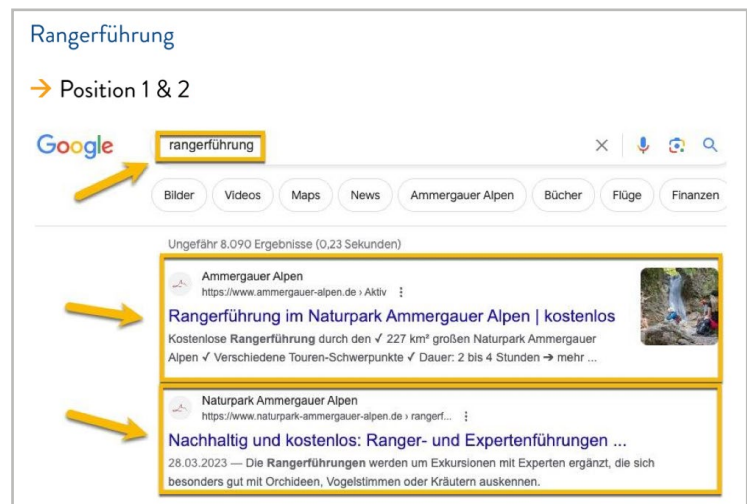 Rangerführung
→ Position 1 & 2
Google
rangerführung
Bilder Videos Maps News Ammergauer Alpen Bücher Flüge Finanzen
Ungefähr 8.090 Ergebnisse (0,23 Sekunden)
Ammergauer Alpen
https://www.ammergauer-alpen.de › Aktiv
Rangerführung im Naturpark Ammergauer Alpen | kostenlos
Kostenlose Rangerführung durch den ✓ 227 km² großen Naturpark Ammergauer
Alpen ✓ Verschiedene Touren-Schwerpunkte ✓ Dauer: 2 bis 4 Stunden ➔ mehr ...
Naturpark Ammergauer Alpen
https://www.naturpark-ammergauer-alpen.de › rangerf...
Nachhaltig und kostenlos: Ranger- und Expertenführungen ...
28.03.2023 — Die Rangerführungen werden um Exkursionen mit Experten ergänzt, die sich
besonders gut mit Orchideen, Vogelstimmen oder Kräutern auskennen.